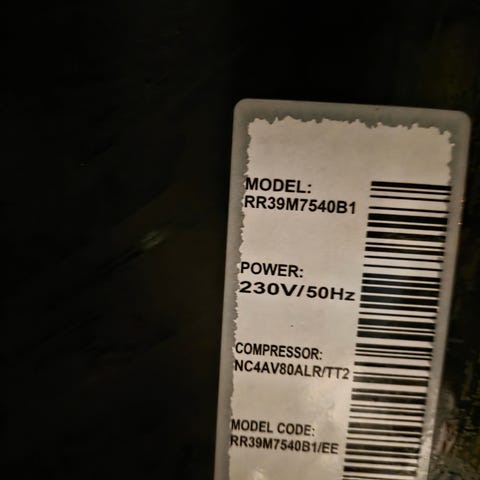 MODEL:
RR39M7540B1
POWER:
230V/50Hz
COMPRESSOR:
NC4AV80ALR/TT2
MODEL CODE:
RR39M7540B1/EE